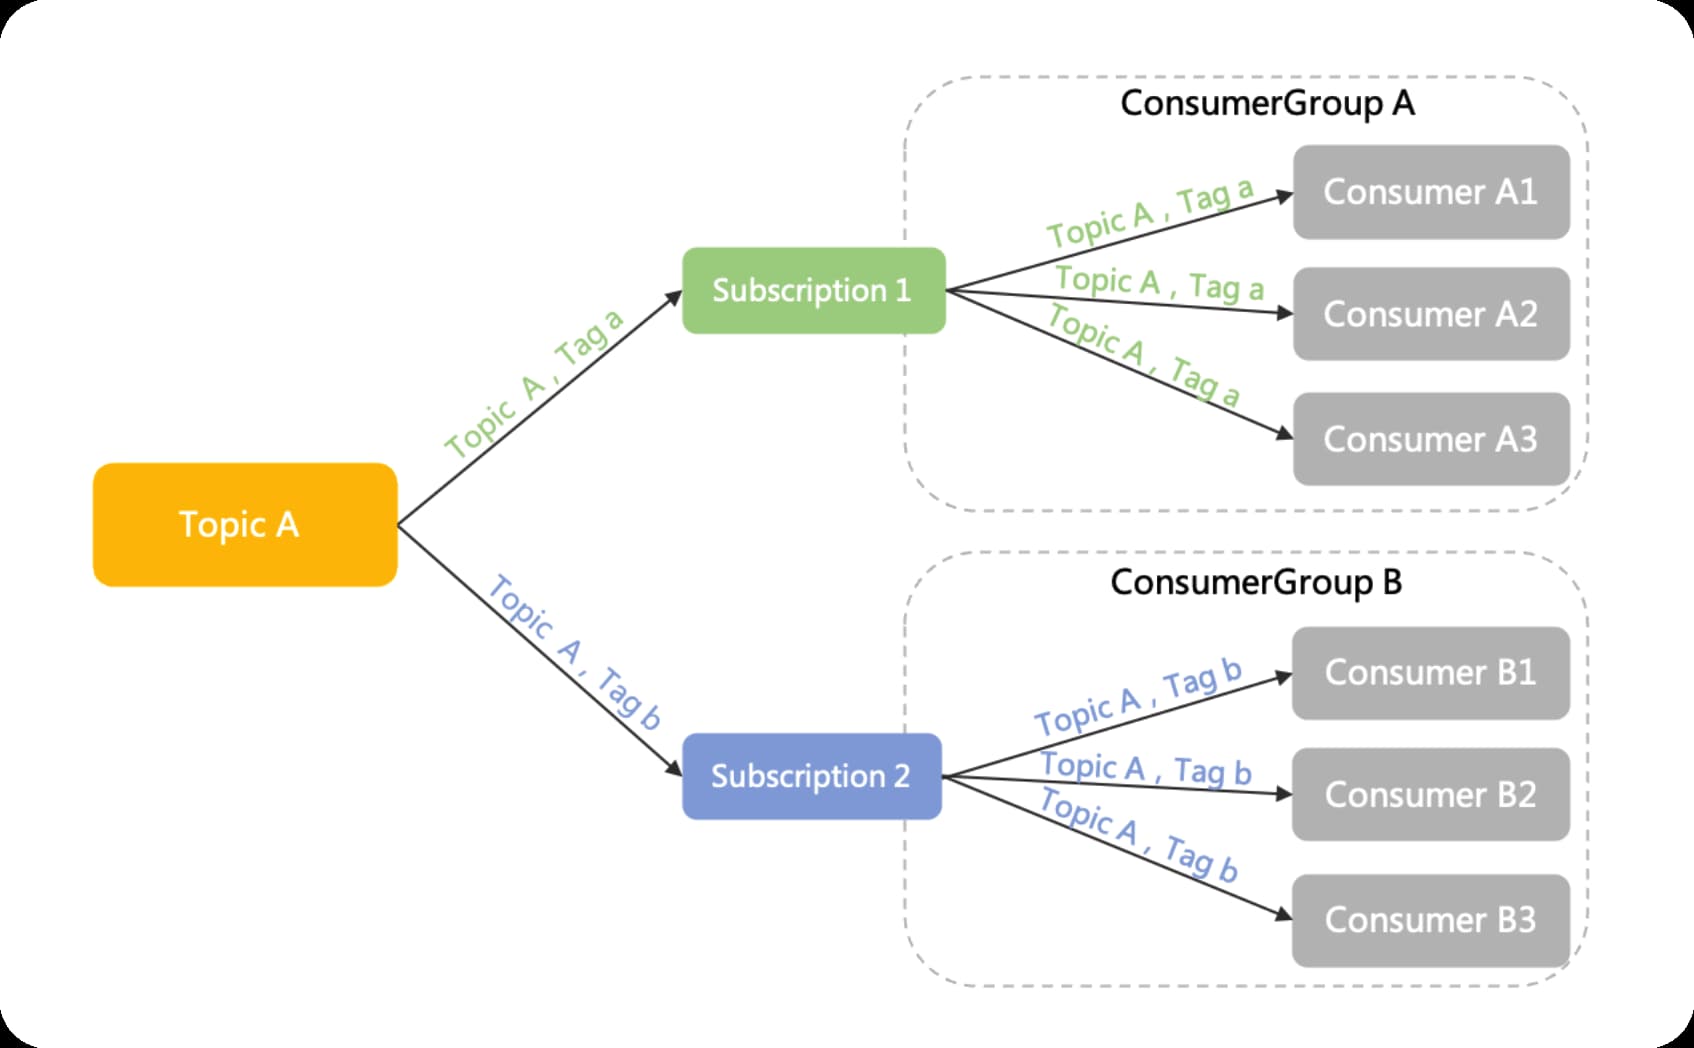 ConsumerGroup A
Topic A , Tag a
Consumer A1
Topic A , Tag a
Subscription 1
Topic A , Tag a
Consumer A2
Topic A , Tag a
Consumer A3
Topic A
ConsumerGroup B
Topic A , Tag b
Topic A , Tag b
Consumer B1
Subscription 2
Topic A , Tag b
Consumer B2
Topic A , Tag b
Consumer B3